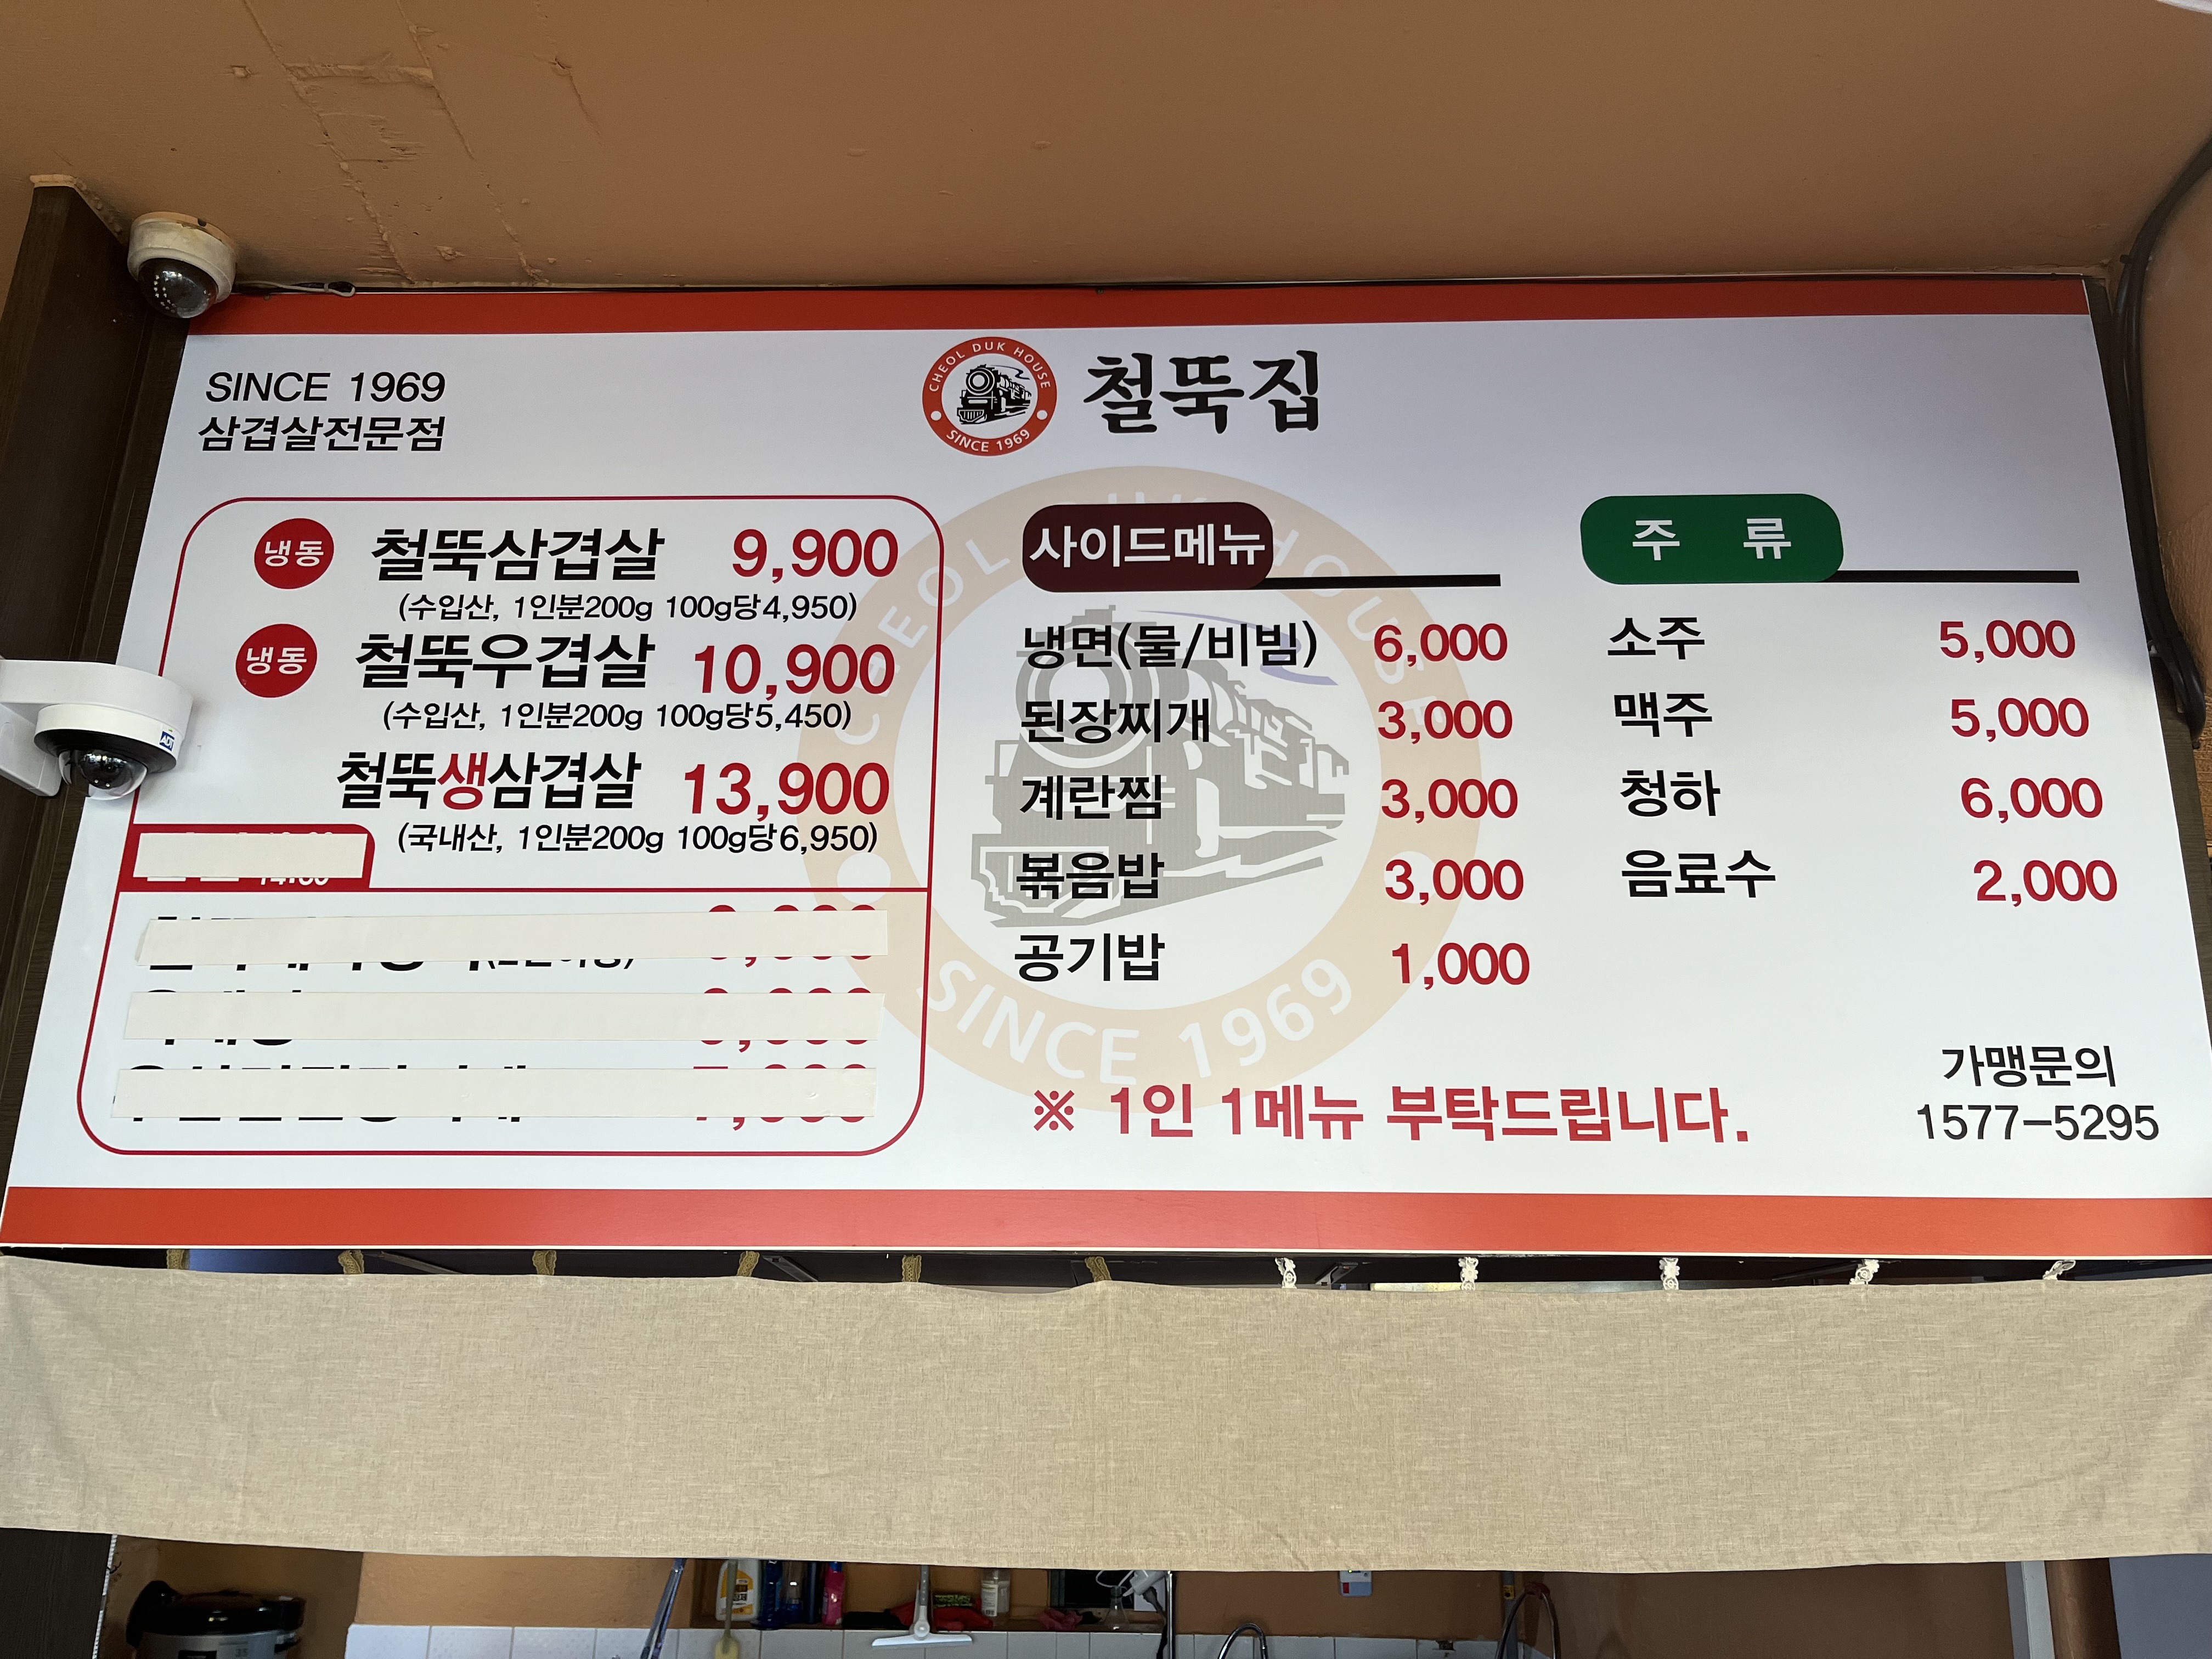 SINCE 1969
삼겹살전문점
CHEOL DUK HOUSE
SINCE 1969
철뚝집
냉동 철뚝삼겹살 9,900
(수입산, 1인분200g 100g당4,950)
냉동 철뚝우겹살 10,900
(수입산, 1인분200g 100g당5,450)
철뚝생삼겹살 13,900
(국내산, 1인분200g 100g당6,950)
사이드메뉴
냉면(물/비빔) 6,000
된장찌개 3,000
계란찜 3,000
볶음밥 3,000
공기밥 1,000
주 류
소주 5,000
맥주 5,000
청하 6,000
음료수 2,000
CHEOL DUK HOUSE
SINCE 1969
※ 1인 1메뉴 부탁드립니다.
가맹문의
1577-5295
ADT